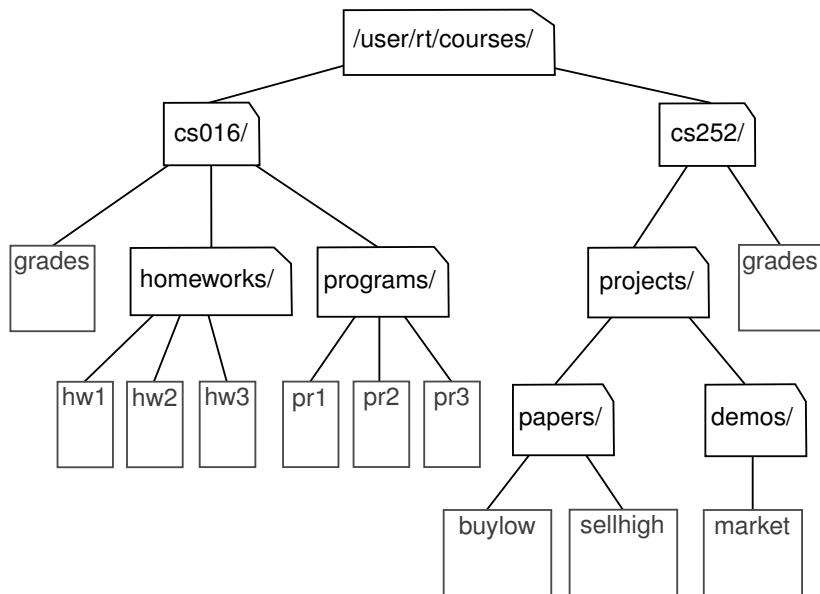 /user/rt/courses/
cs016/
cs252/
grades
homeworks/
programs/
projects/
grades
hw1
hw2
hw3
pr1
pr2
pr3
papers/
demos/
buylow
sellhigh
market